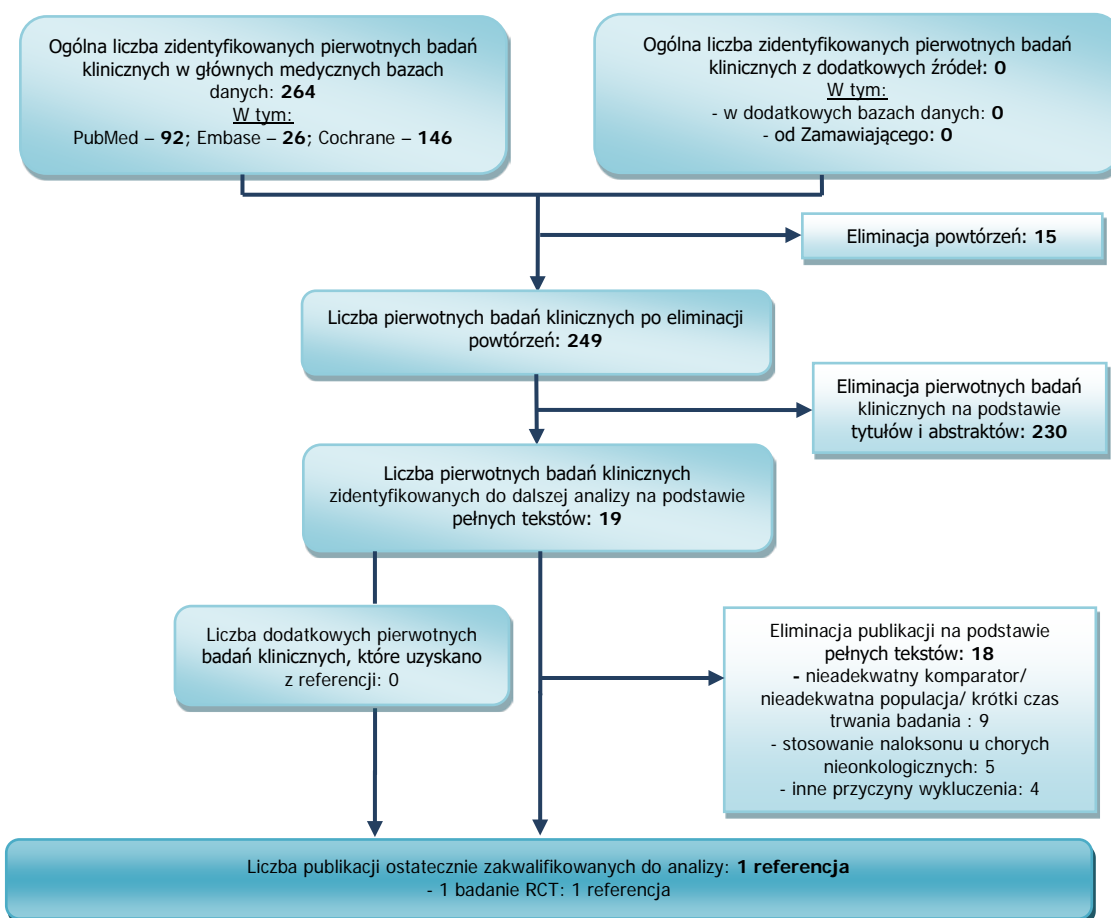 Ogólna liczba zidentyfikowanych pierwotnych badań
klinicznych w głównych medycznych bazach
danych: 264
W tym:
PubMed – 92; Embase – 26; Cochrane – 146
Ogólna liczba zidentyfikowanych pierwotnych badań
klinicznych z dodatkowych źródeł: 0
W tym:
- w dodatkowych bazach danych: 0
- od Zamawiającego: 0
Eliminacja powtórzeń: 15
Liczba pierwotnych badań klinicznych po eliminacji
powtórzeń: 249
Eliminacja pierwotnych badań
klinicznych na podstawie
tytułów i abstraktów: 230
Liczba pierwotnych badań klinicznych
zidentyfikowanych do dalszej analizy na podstawie
pełnych tekstów: 19
Liczba dodatkowych pierwotnych
badań klinicznych, które uzyskano
z referencji: 0
Eliminacja publikacji na podstawie
pełnych tekstów: 18
- nieadekwatny komparator/
nieadekwatna populacja/ krótki czas
trwania badania : 9
- stosowanie naloksonu u chorych
nieonkologicznych: 5
- inne przyczyny wykluczenia: 4
Liczba publikacji ostatecznie zakwalifikowanych do analizy: 1 referencja
- 1 badanie RCT: 1 referencja